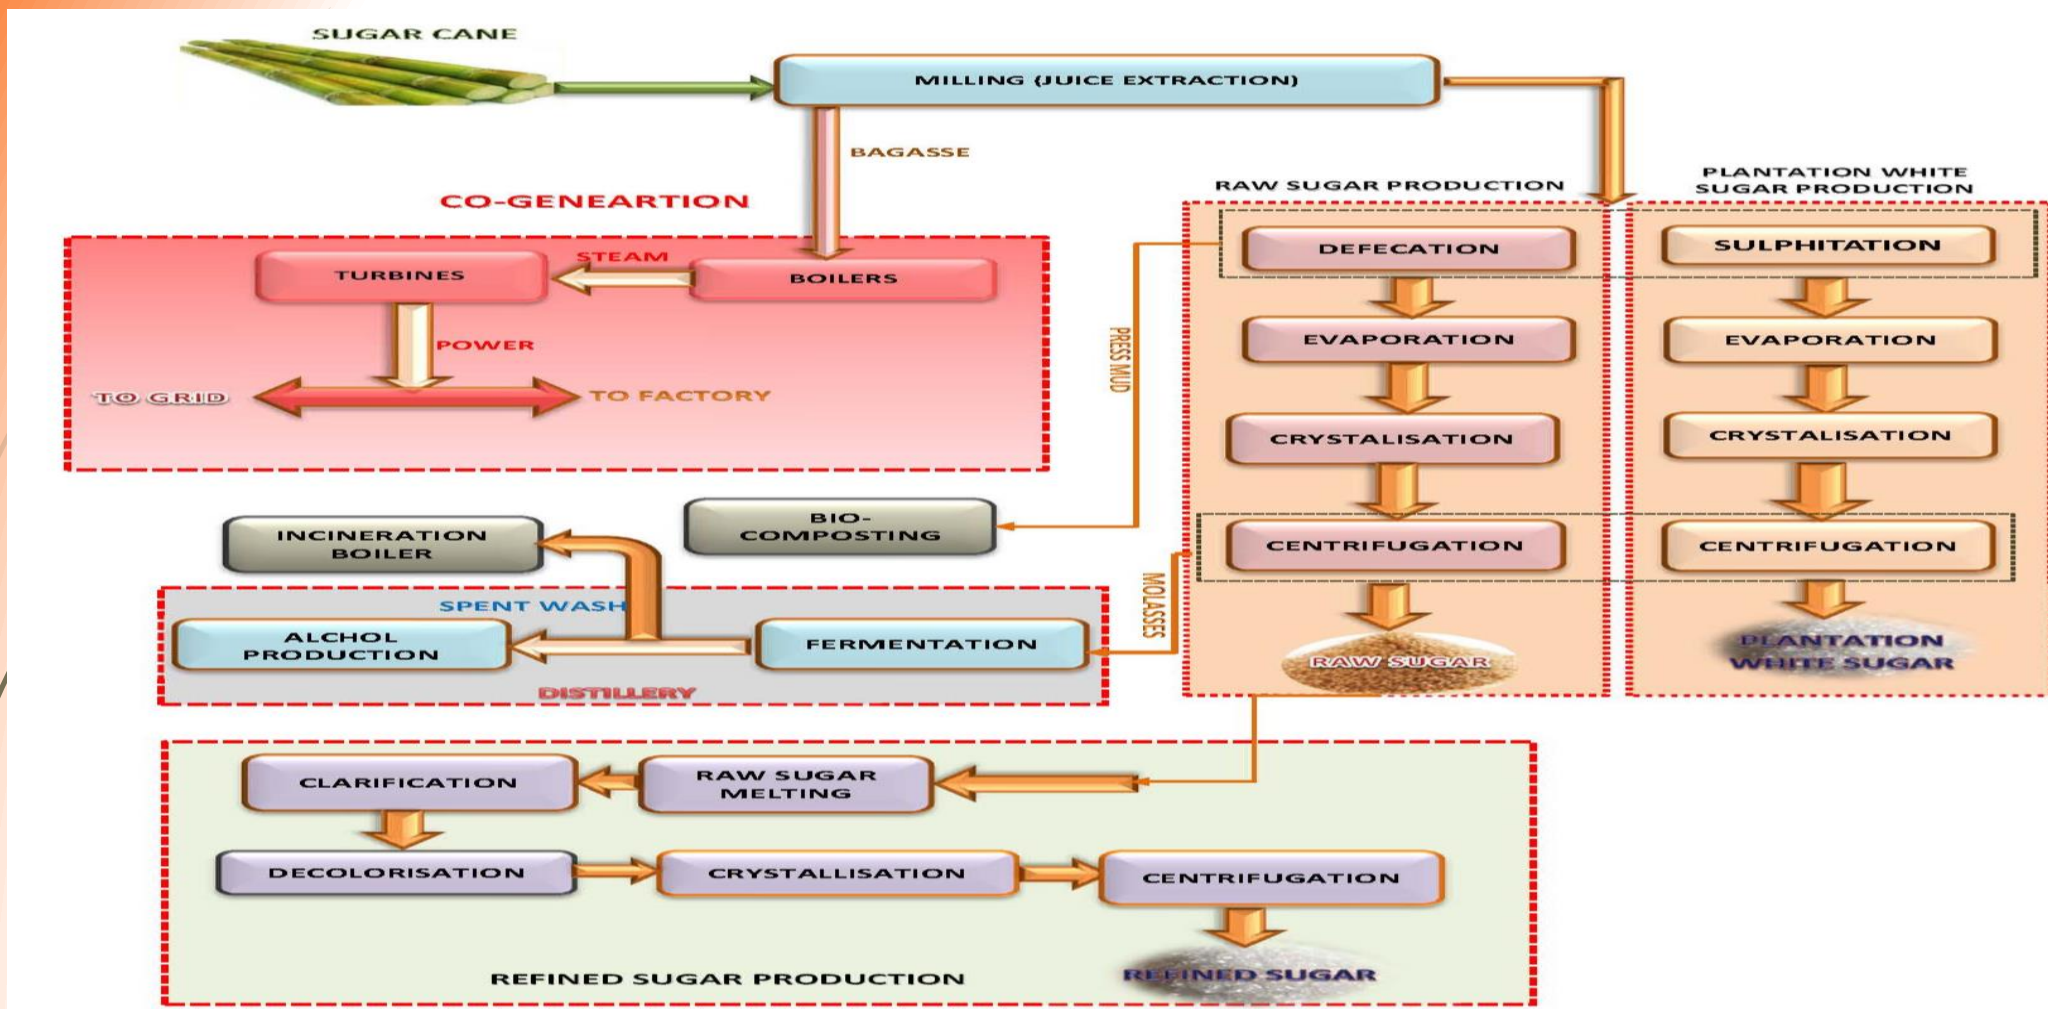 SUGAR CANE
MILLING (JUICE EXTRACTION)
BAGASSE
CO-GENEARTION
TURBINES
STEAM
BOILERS
POWER
TO GRID
TO FACTORY
RAW SUGAR PRODUCTION
PLANTATION WHITE
SUGAR PRODUCTION
DEFECATION
SULPHITATION
EVAPORATION
EVAPORATION
CRYSTALISATION
CRYSTALISATION
CENTRIFUGATION
CENTRIFUGATION
RAW SUGAR
PLANTATION
WHITE SUGAR
PRESS MUD
MOLASSES
BIO-
COMPOSTING
INCINERATION
BOILER
SPENT WASH
ALCHOL
PRODUCTION
FERMENTATION
DISTILLERY
CLARIFICATION
RAW SUGAR
MELTING
DECOLORISATION
CRYSTALLISATION
CENTRIFUGATION
REFINED SUGAR PRODUCTION
REFINED SUGAR